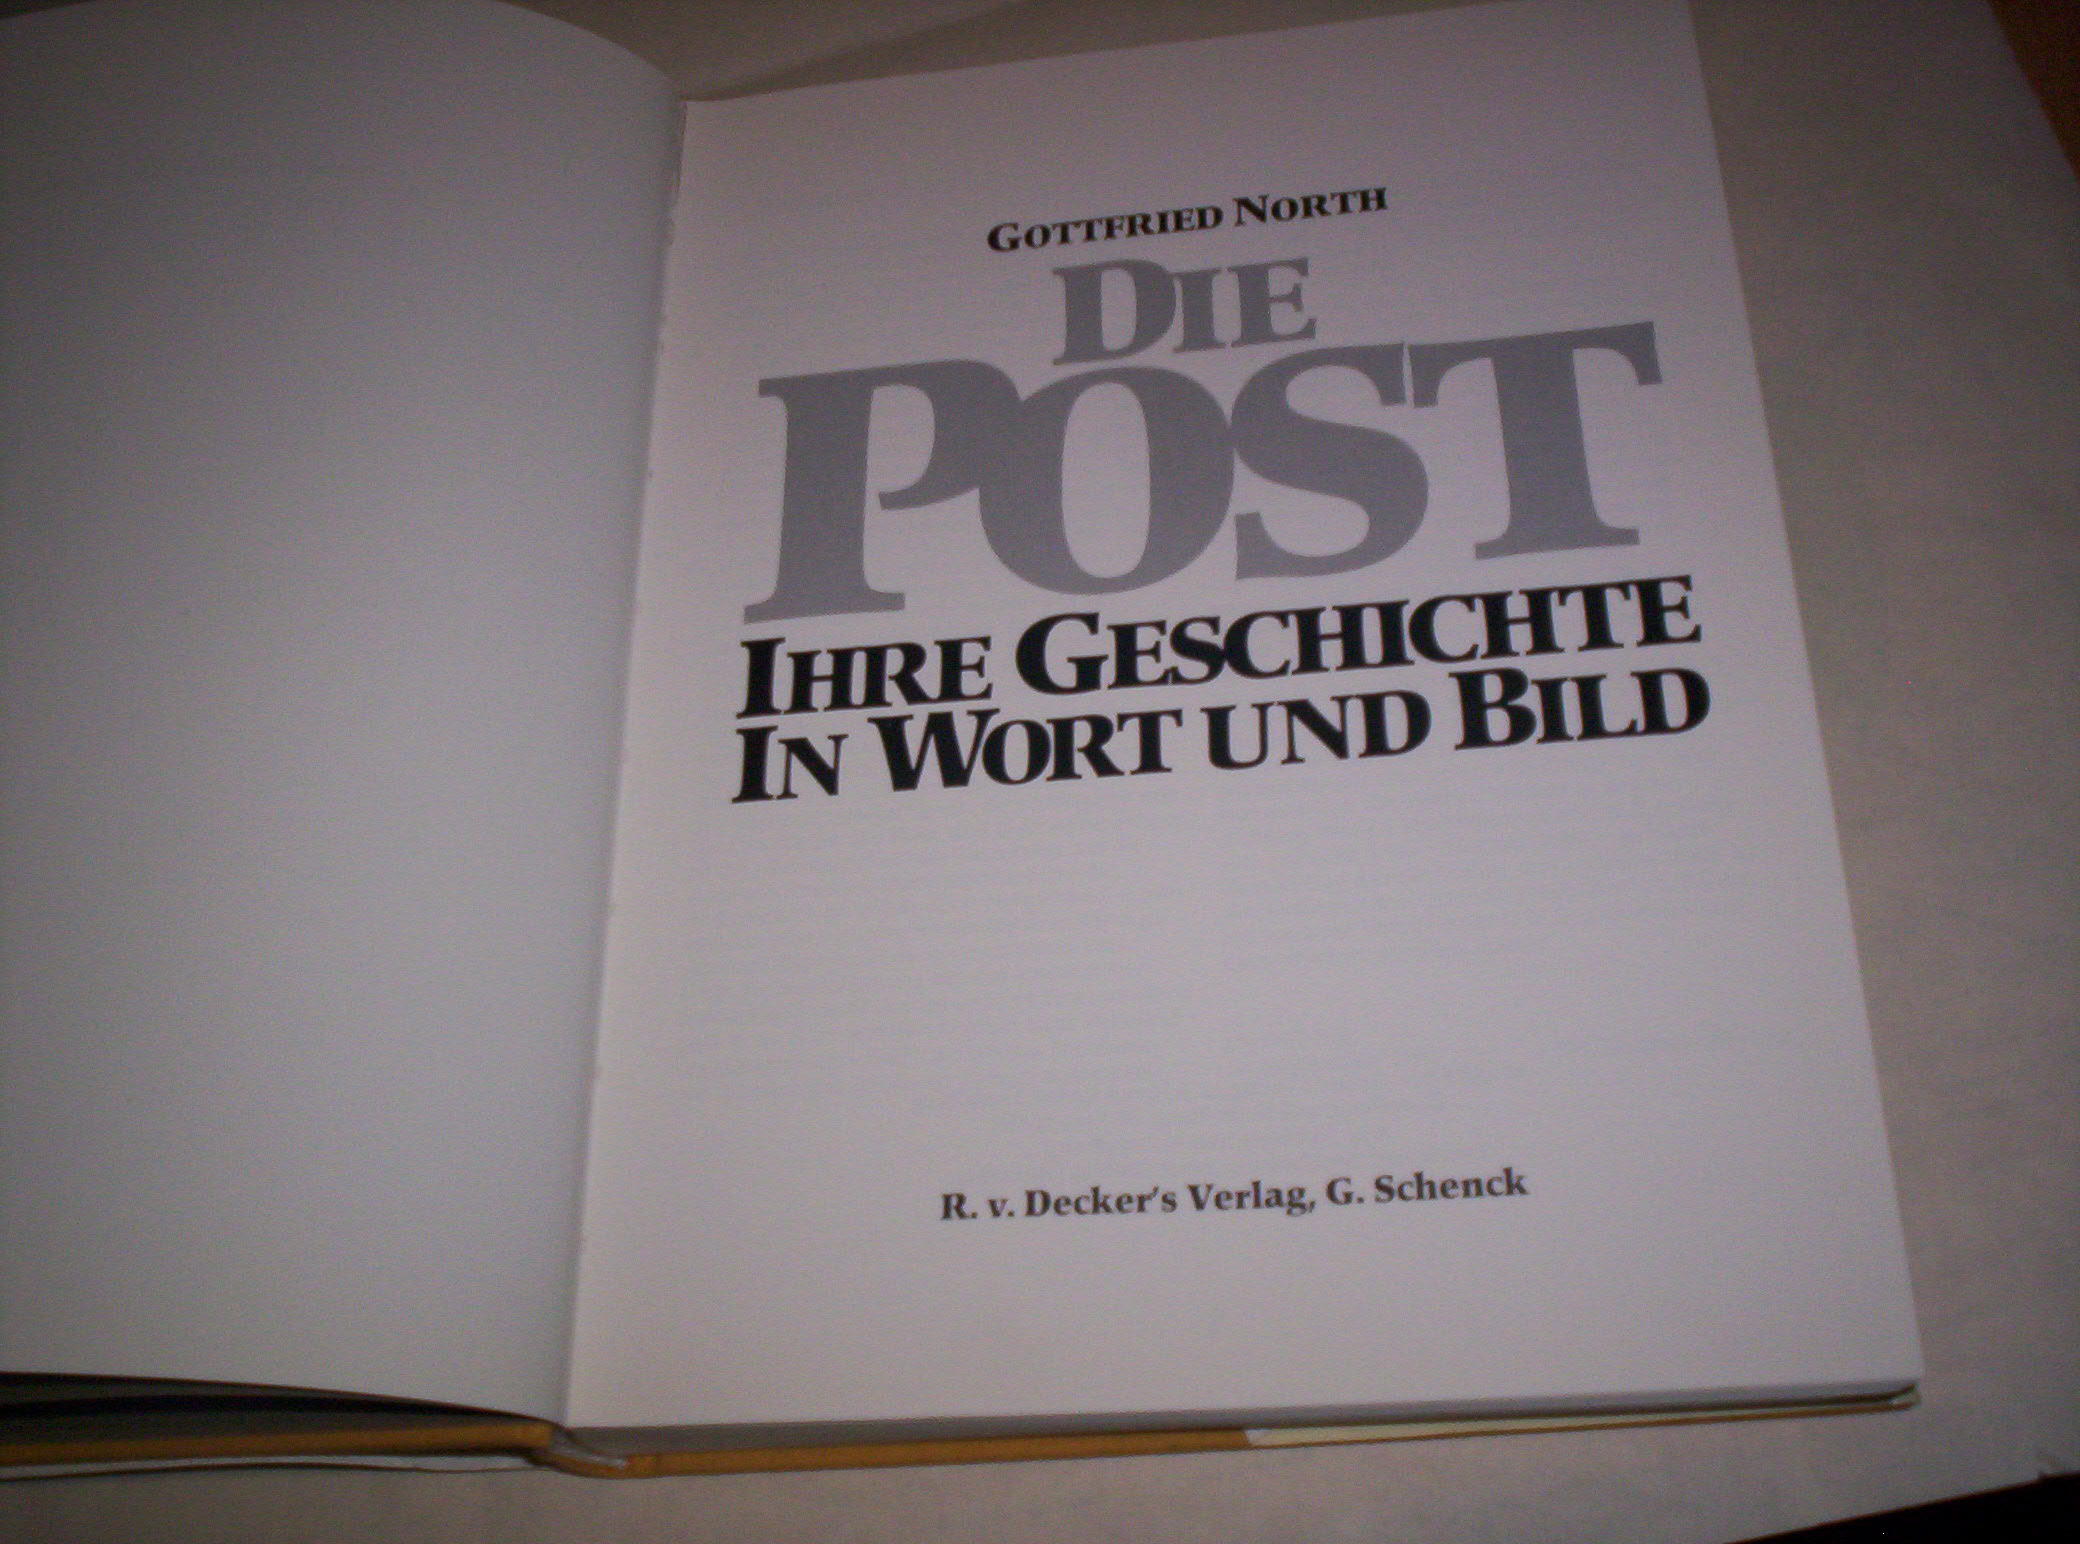 GOTTFRIED NORTH
DIE
POST
IHRE GESCHICHTE
IN WORT UND BILD
R. v. Decker's Verlag, G. Schenck